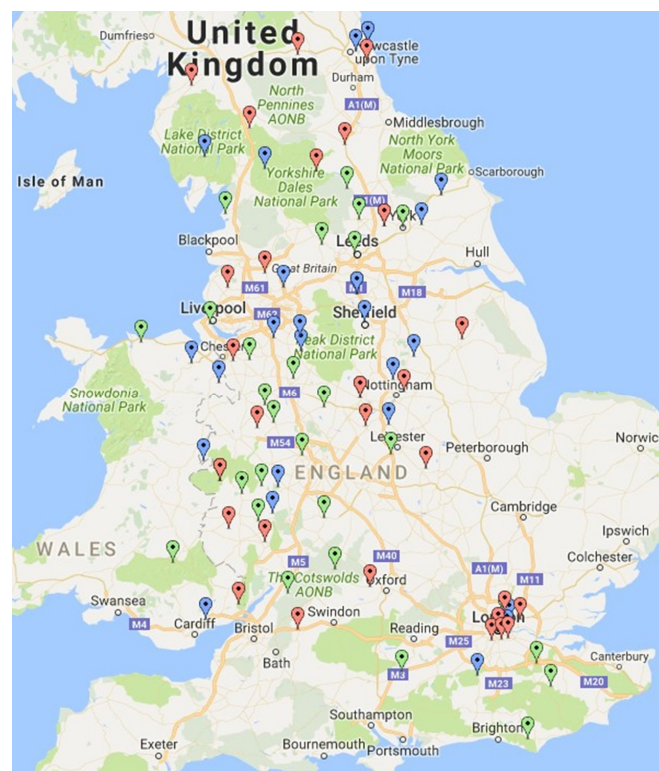 United
Kingdom
Dumfries
wcastle
upon Tyne
Durham
North
Pennines
AONB
A1(M)
Middlesbrough
Lake District
National Park
North York
Moors
National Park
Scarborough
Yorkshire
Dales
National Park
Isle of Man
Blackpool
Leeds
Hull
Great Britain
M61
M1
M18
Liverpool
M62
Sheffield
Peak District
National Park
Snowdonia
National Park
M6
Nottingham
M54
Leicester
Peterborough
Norwic
ENGLAND
Cambridge
Ipswich
WALES
Colchester
M5
M40
A1(M)
M11
The Cotswolds
AONB
Oxford
Swansea
M4
Cardiff
Bristol
Swindon
Reading
London
M25
Bath
M3
M23
M20
Canterbury
Southampton
Brighton
Exeter
Bournemouth
Portsmouth